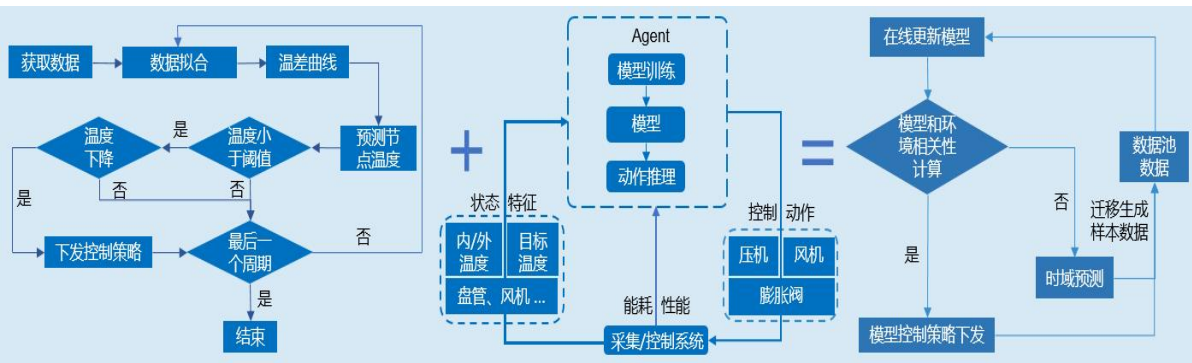 获取数据
数据拟合
温差曲线
预测节
点温度
温度小
于阈值
是
温度
下降
是
否
否
下发控制策略
最后一
个周期
否
是
结束
+
Agent
模型训练
模型
动作推理
状态 特征
内/外
温度
目标
温度
盘管、风机 ...
控制 动作
压机
风机
膨胀阀
能耗 性能
采集/控制系统
=
在线更新模型
模型和环
境相关性
计算
数据池
数据
否
迁移生成
样本数据
是
时域预测
模型控制策略下发